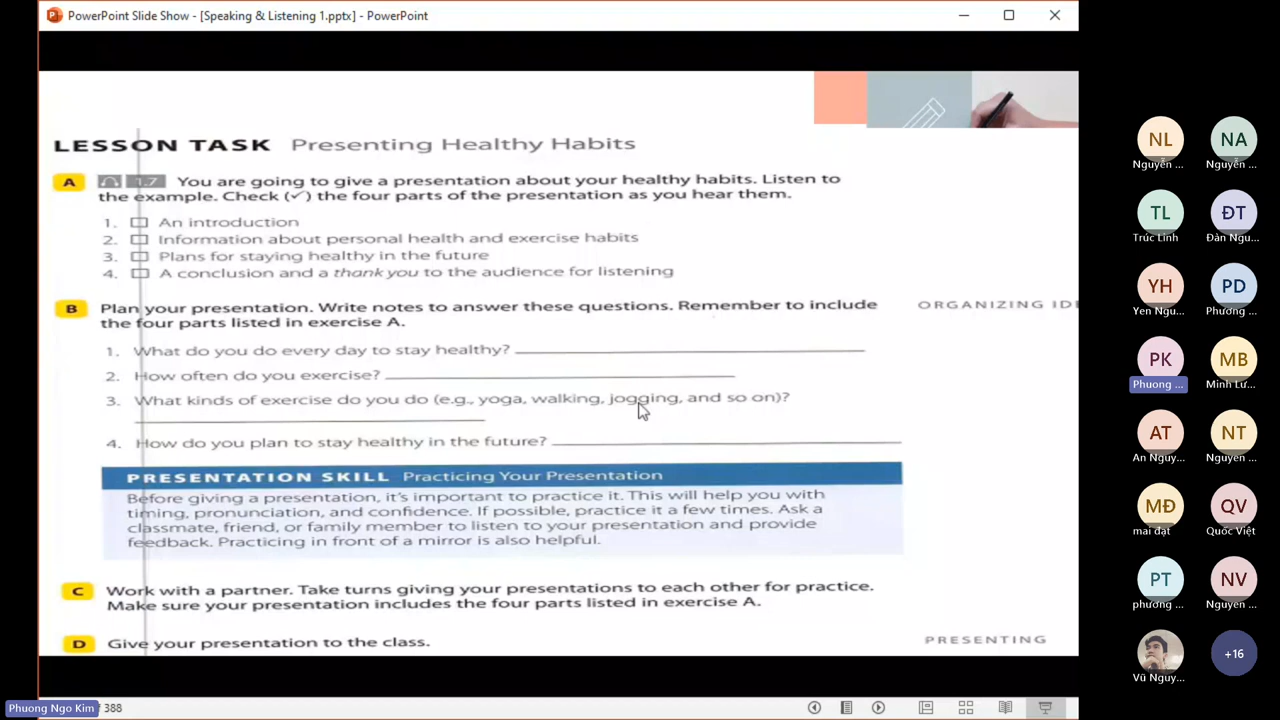 PowerPoint Slide Show - [Speaking & Listening 1.pptx] - PowerPoint
LESSON TASK Presenting Healthy Habits
A 1.7 You are going to give a presentation about your healthy habits. Listen to
the example. Check (✓) the four parts of the presentation as you hear them.
1. An introduction
2. Information about personal health and exercise habits
3. Plans for staying healthy in the future
4. A conclusion and a thank you to the audience for listening
B Plan your presentation. Write notes to answer these questions. Remember to include
the four parts listed in exercise A.
ORGANIZING IDE
1. What do you do every day to stay healthy?
2. How often do you exercise?
3. What kinds of exercise do you do (e.g., yoga, walking, jogging, and so on)?
4. How do you plan to stay healthy in the future?
PRESENTATION SKILL Practicing Your Presentation
Before giving a presentation, it's important to practice it. This will help you with
timing, pronunciation, and confidence. If possible, practice it a few times. Ask a
classmate, friend, or family member to listen to your presentation and provide
feedback. Practicing in front of a mirror is also helpful.
C Work with a partner. Take turns giving your presentations to each other for practice.
Make sure your presentation includes the four parts listed in exercise A.
D Give your presentation to the class.
PRESENTING
Phuong Ngo Kim
388
NL
Nguyễn ...
NA
Nguyễn ...
TL
Trúc Linh
ĐT
Đàn Ngu...
YH
Yen Ngu...
PD
Phương ...
PK
Phuong ...
MB
Minh Lư...
AT
An Nguy...
NT
Nguyen ...
MĐ
mai đạt
QV
Quốc Việt
PT
phương ...
NV
Nguyen ...
Vũ Nguy...
+16